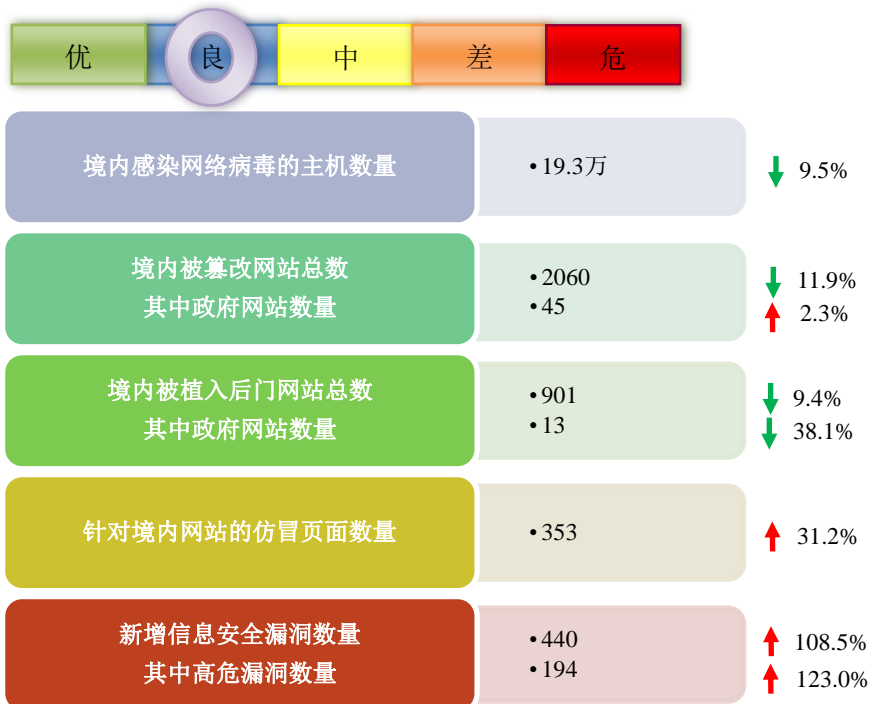 优 良 中 差 危
境内感染网络病毒的主机数量 •19.3万 9.5%
境内被篡改网站总数 •2060 11.9%
其中政府网站数量 •45 2.3%
境内被植入后门网站总数 •901 9.4%
其中政府网站数量 •13 38.1%
针对境内网站的仿冒页面数量 •353 31.2%
新增信息安全漏洞数量 •440 108.5%
其中高危漏洞数量 •194 123.0%